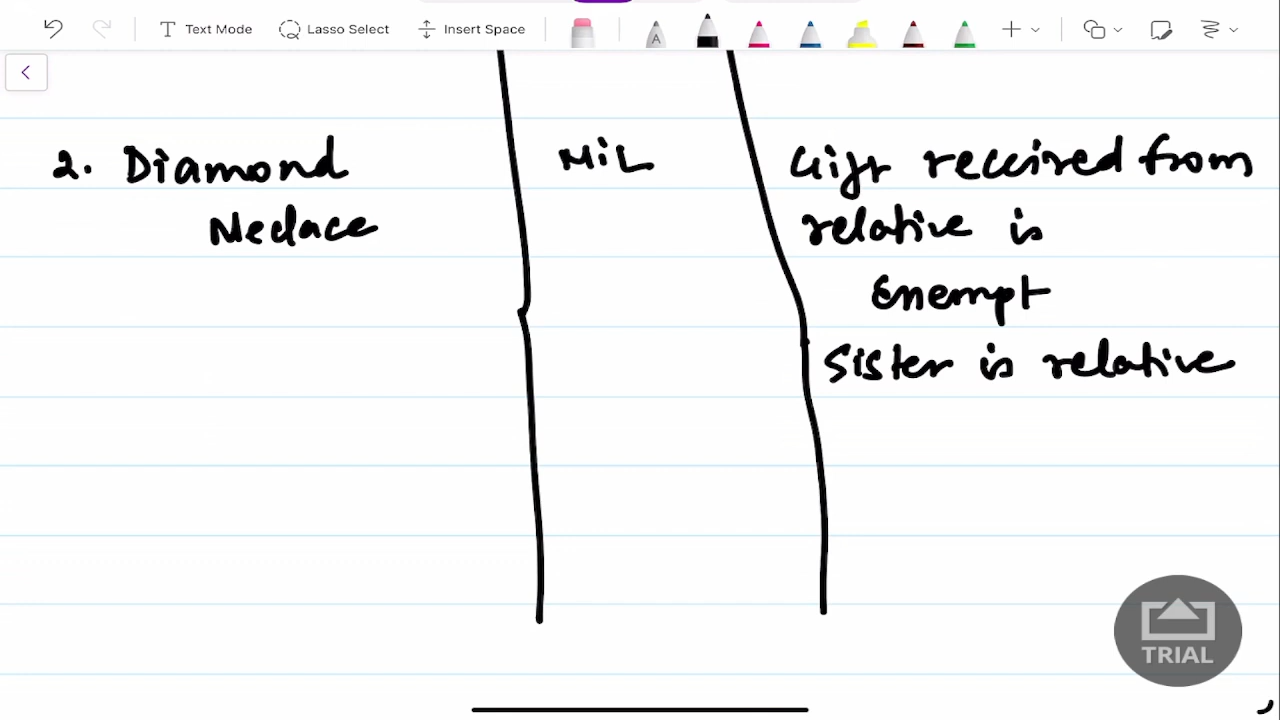 Text Mode Lasso Select Insert Space
2. Diamond NiL Gift received from
Neclace relative is
Exempt
Sister is relative
TRIAL